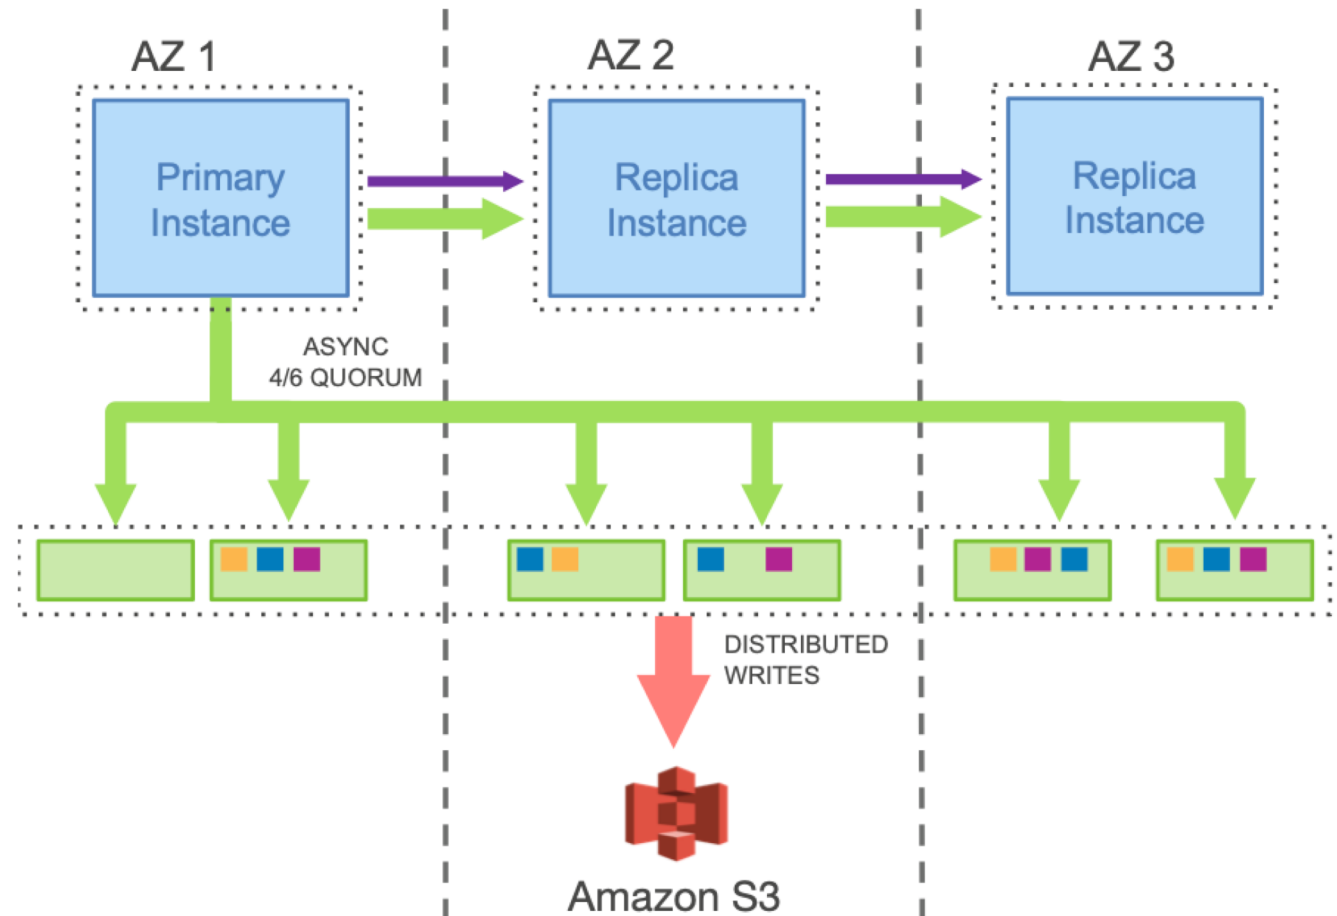 AZ 1
AZ 2
AZ 3
Primary
Instance
Replica
Instance
Replica
Instance
ASYNC
4/6 QUORUM
DISTRIBUTED
WRITES
Amazon S3